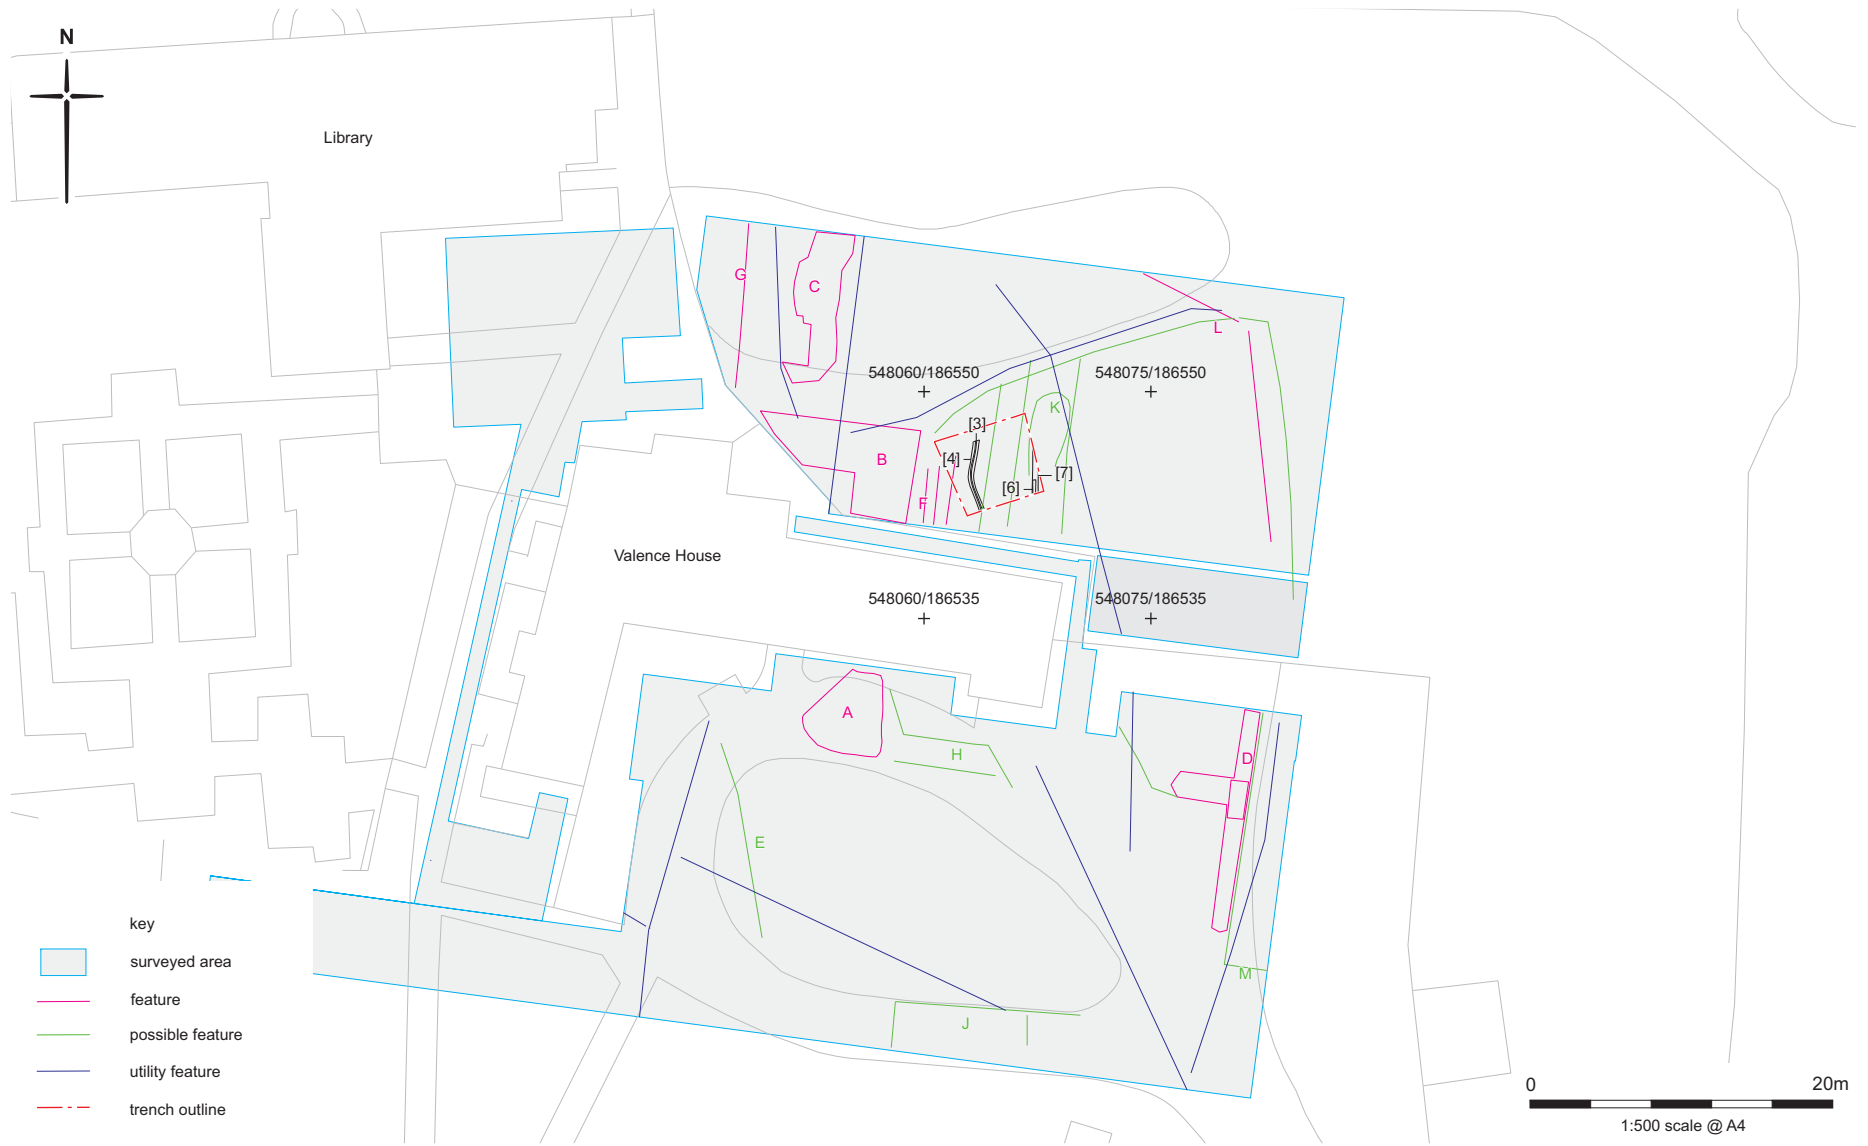 N
Library
G
C
L
548060/186550
548075/186550
K
[3]
[4]
B
[7]
[6]
F
Valence House
548060/186535
548075/186535
A
H
D
E
M
J
key
surveyed area
feature
possible feature
utility feature
trench outline
0
20m
1:500 scale @ A4